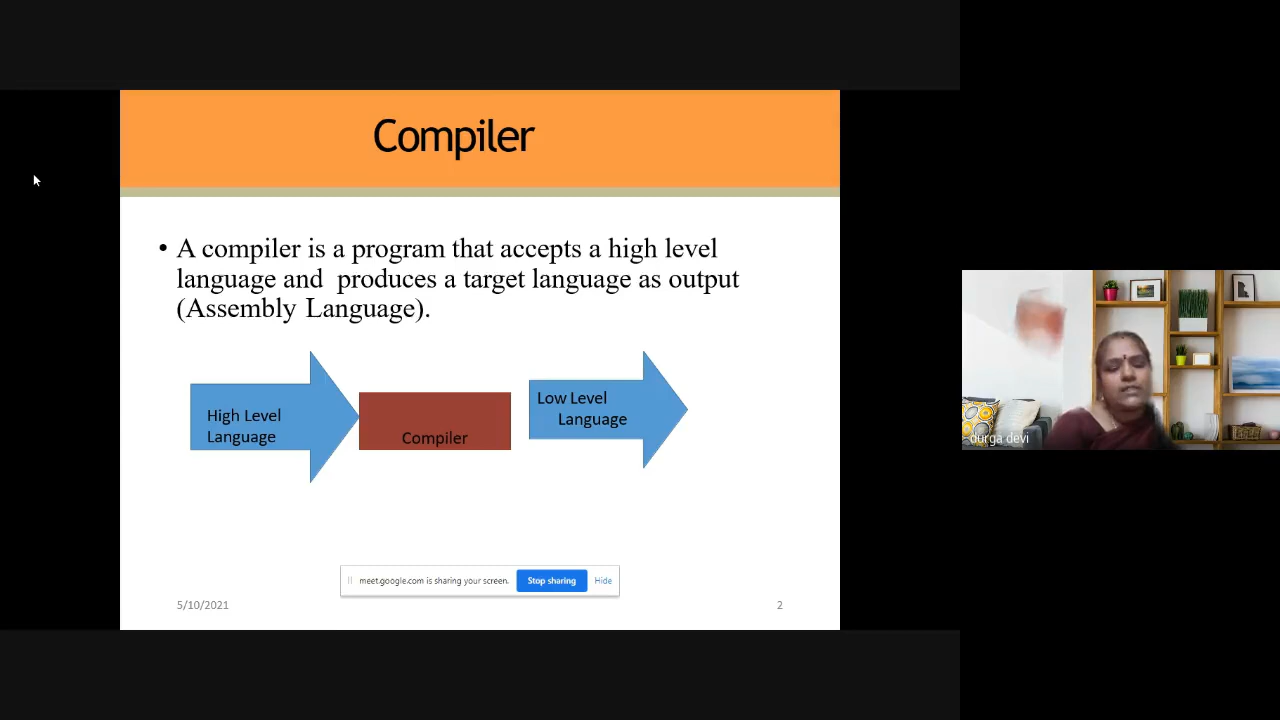 Compiler
• A compiler is a program that accepts a high level
language and  produces a target language as output
(Assembly Language).
High Level
Language
Compiler
Low Level
Language
meet.google.com is sharing your screen.
Stop sharing
Hide
5/10/2021
2
durga devi